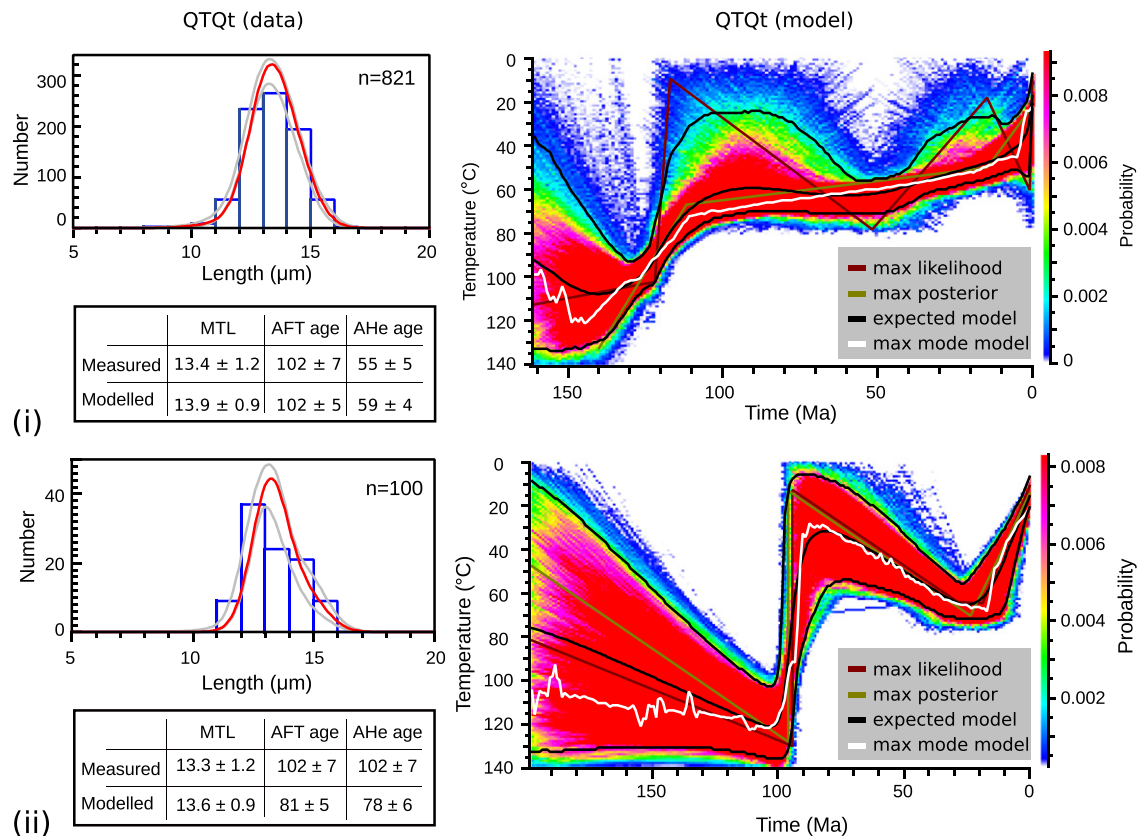 QTQt (data)
QTQt (model)
n=821
Number
300
200
100
0
5 10 15 20
Length (µm)
MTL AFT age AHe age
Measured 13.4 ± 1.2 102 ± 7 55 ± 5
Modelled 13.9 ± 0.9 102 ± 5 59 ± 4
(i)
Temperature (°C)
0
20
40
60
80
100
120
140
150 100 50 0
Time (Ma)
max likelihood
max posterior
expected model
max mode model
Probability
0.008
0.006
0.004
0.002
0
n=100
Number
40
20
0
5 10 15 20
Length (µm)
MTL AFT age AHe age
Measured 13.3 ± 1.2 102 ± 7 102 ± 7
Modelled 13.6 ± 0.9 81 ± 5 78 ± 6
(ii)
Temperature (°C)
0
20
40
60
80
100
120
140
150 100 50 0
Time (Ma)
max likelihood
max posterior
expected model
max mode model
Probability
0.008
0.006
0.004
0.002